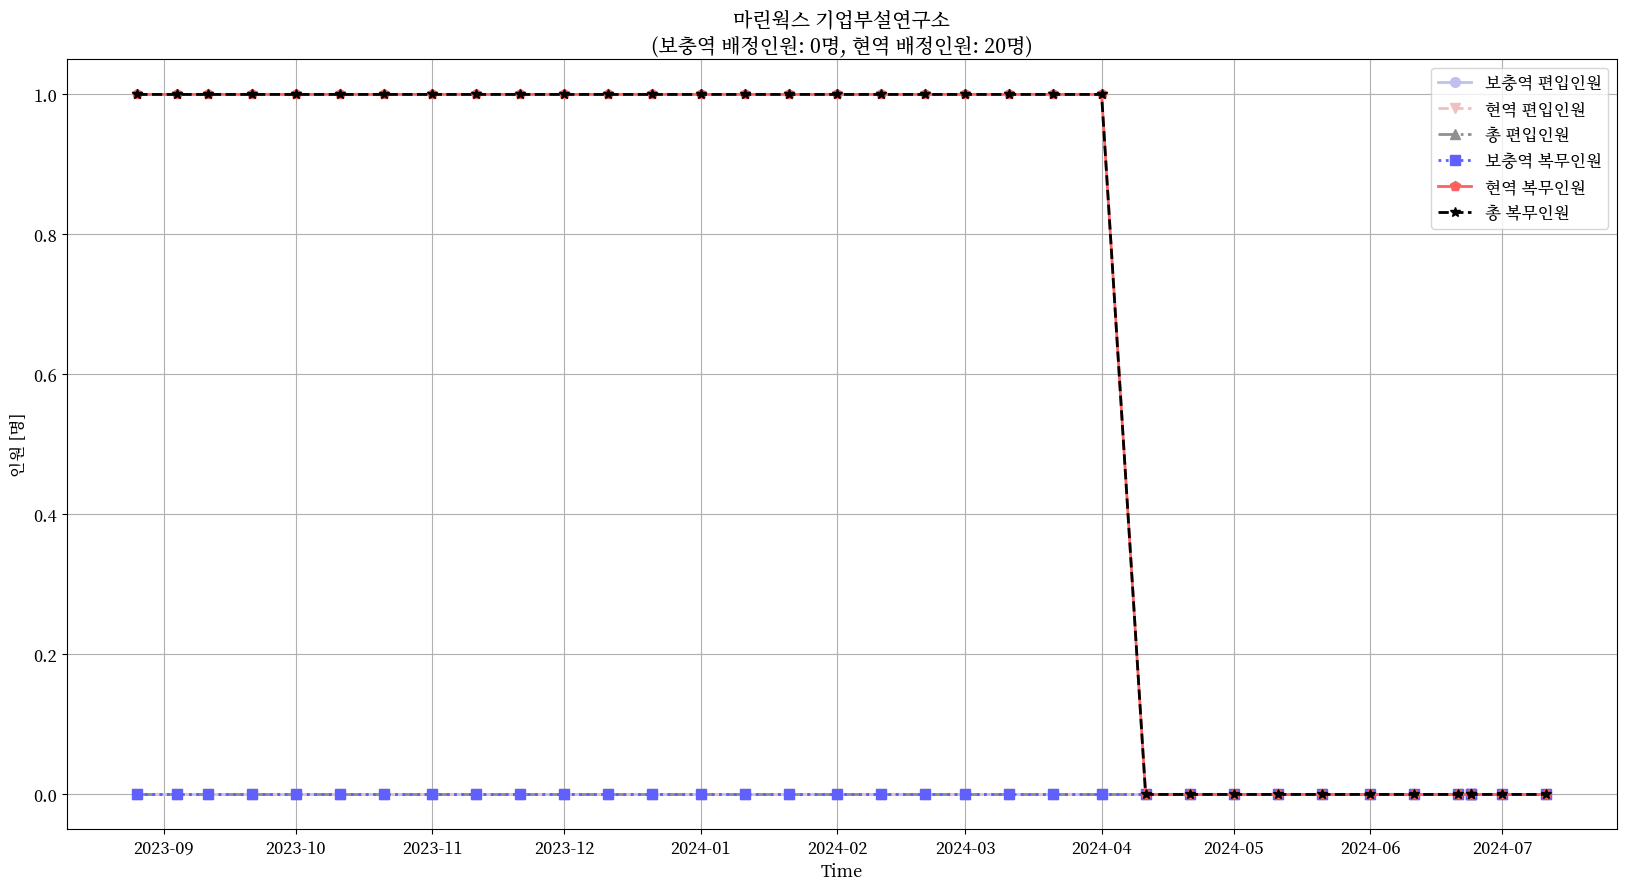 마린웍스 기업부설연구소
(보충역 배정인원: 0명, 현역 배정인원: 20명)
보충역 편입인원
현역 편입인원
총 편입인원
보충역 복무인원
현역 복무인원
총 복무인원
인원 [명]
1.0
0.8
0.6
0.4
0.2
0.0
2023-09
2023-10
2023-11
2023-12
2024-01
2024-02
2024-03
2024-04
2024-05
2024-06
2024-07
Time